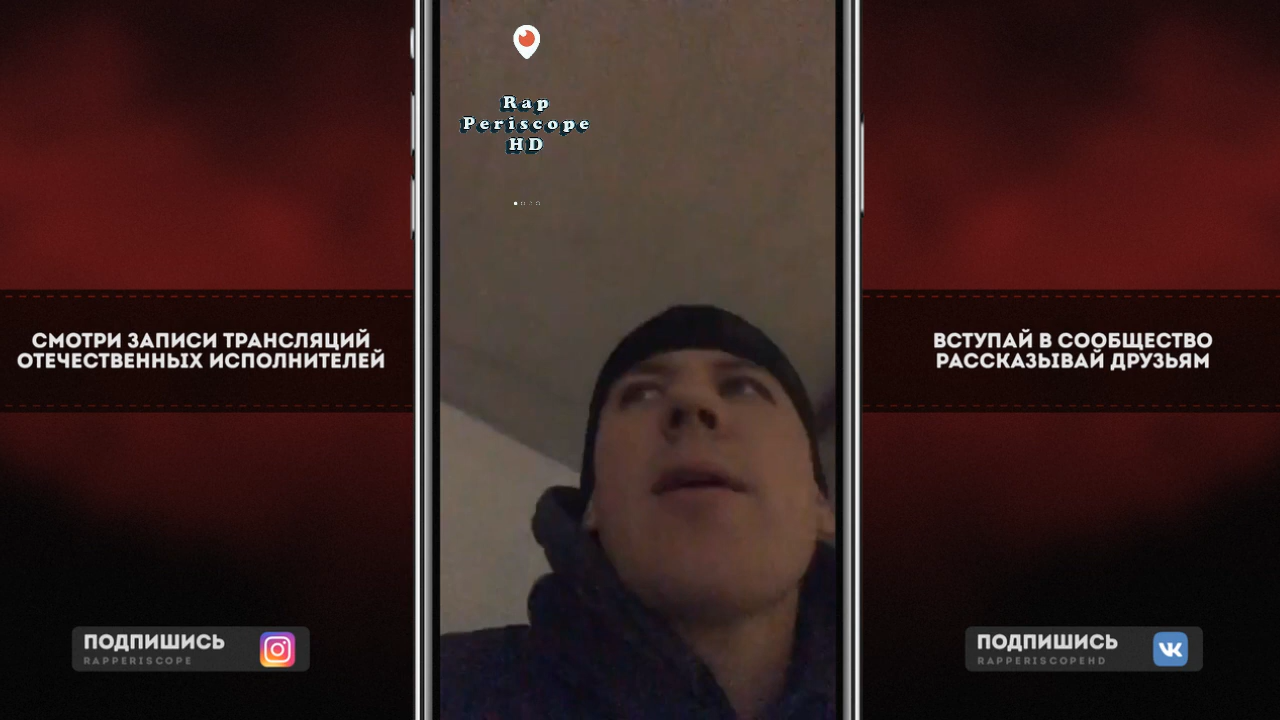 Rap
Periscope
HD
СМОТРИ ЗАПИСИ ТРАНСЛЯЦИЙ
ОТЕЧЕСТВЕННЫХ ИСПОЛНИТЕЛЕЙ
ВСТУПАЙ В СООБЩЕСТВО
РАССКАЗЫВАЙ ДРУЗЬЯМ
ПОДПИШИСЬ
RAPPERISCOPE
ПОДПИШИСЬ
RAPPERISCOPEHD